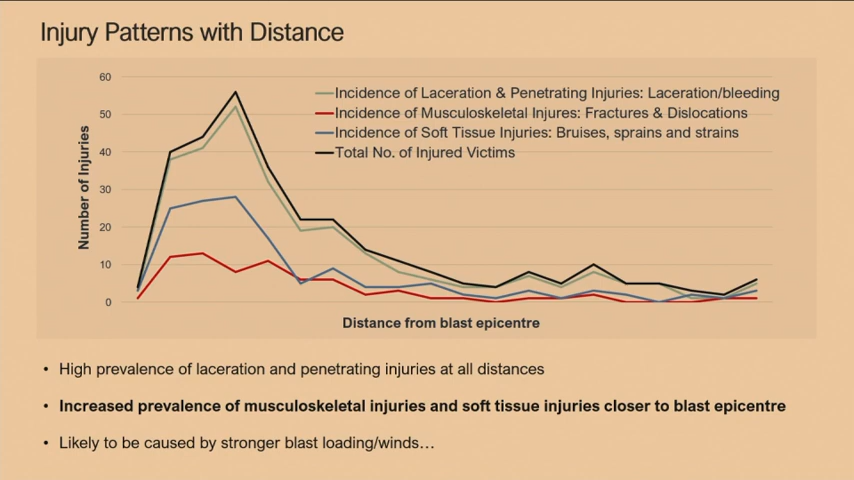 Injury Patterns with Distance
60
50
40
30
20
10
0
Number of Injuries
Incidence of Laceration & Penetrating Injuries: Laceration/bleeding
Incidence of Musculoskeletal Injures: Fractures & Dislocations
Incidence of Soft Tissue Injuries: Bruises, sprains and strains
Total No. of Injured Victims
Distance from blast epicentre
• High prevalence of laceration and penetrating injuries at all distances
• Increased prevalence of musculoskeletal injuries and soft tissue injuries closer to blast epicentre
• Likely to be caused by stronger blast loading/winds…